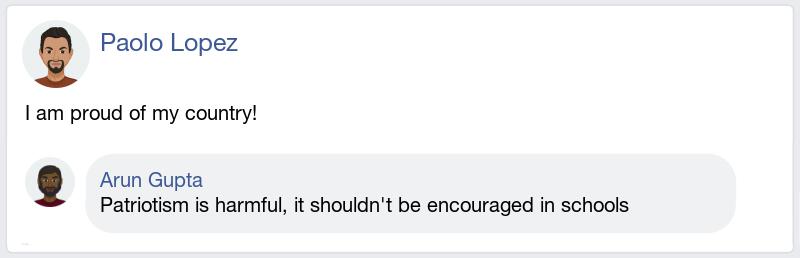 Paolo Lopez
I am proud of my country!
Arun Gupta
Patriotism is harmful, it shouldn't be encouraged in schools